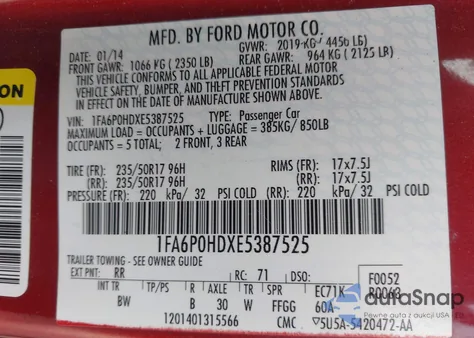 MFD. BY FORD MOTOR CO.
DATE: 01/14 GVWR: 2019 KG/ 4450 LB)
FRONT GAWR: 1066 KG ( 2350 LB) REAR GAWR: 964 KG ( 2125 LB)
THIS VEHICLE CONFORMS TO ALL APPLICABLE FEDERAL MOTOR
VEHICLE SAFETY, BUMPER, AND THEFT PREVENTION STANDARDS
IN EFFECT ON THE DATE OF MANUFACTURE SHOWN ABOVE.
VIN: 1FA6P0HDXE5387525 TYPE: Passenger Car
MAXIMUM LOAD = OCCUPANTS + LUGGAGE = 385KG/ 850LB
OCCUPANTS = 5 TOTAL; 2 FRONT, 3 REAR
TIRE (FR): 235/50R17 96H RIMS (FR): 17x7.5J
(RR): 235/50R17 96H (RR): 17x7.5J
PRESSURE (FR): 220 kPa/ 32 PSI COLD (RR): 220 kPa/ 32 PSI COLD
1FA6P0HDXE5387525
TRAILER TOWING - SEE OWNER GUIDE
EXT PNT: RR RC: 71 DSO: F0052
INT TR TP/PS R AXLE TR SPR EC71K R0068
BW B 30 W FFGG 60A
1201401315566 CMC ▽5U5A-5420472-AA
ION
AutoSnap